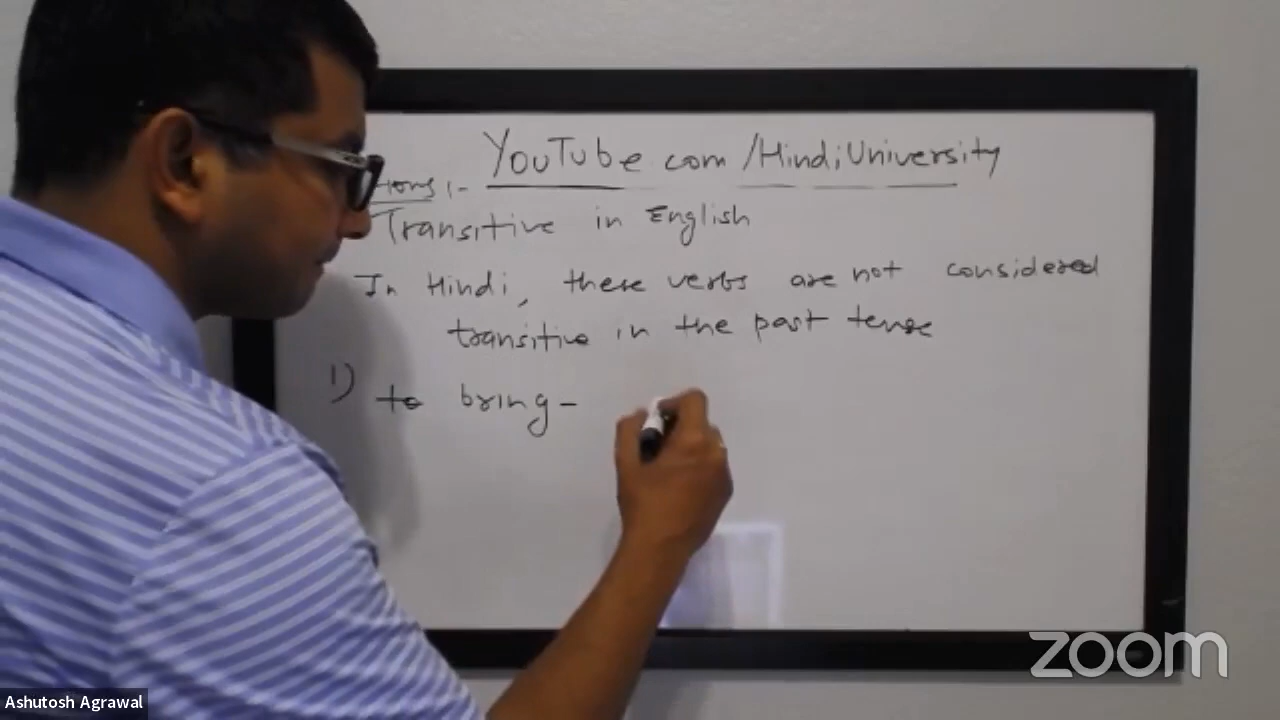 YouTube com /HindiUniversity
Transitive in English
In Hindi, these verbs are not considered
transitive in the past tense
1) to bring -
zoom
Ashutosh Agrawal